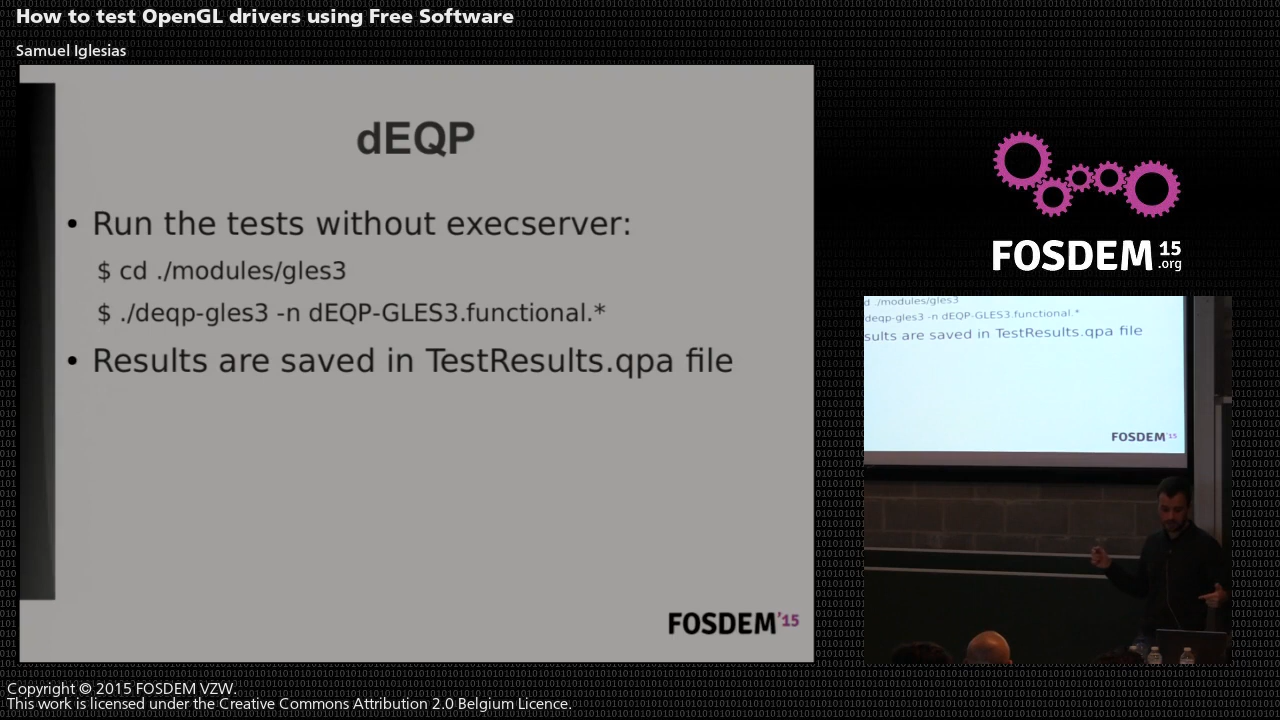 How to test OpenGL drivers using Free Software
Samuel Iglesias
dEQP
• Run the tests without execserver:
$ cd ./modules/gles3
$ ./deqp-gles3 -n dEQP-GLES3.functional.*
• Results are saved in TestResults.qpa file
FOSDEM'15
FOSDEM 15
.org
d ./modules/gles3
deqp-gles3 -n dEQP-GLES3.functional.*
sults are saved in TestResults.qpa file
FOSDEM'15
Copyright © 2015 FOSDEM VZW.
This work is licensed under the Creative Commons Attribution 2.0 Belgium Licence.